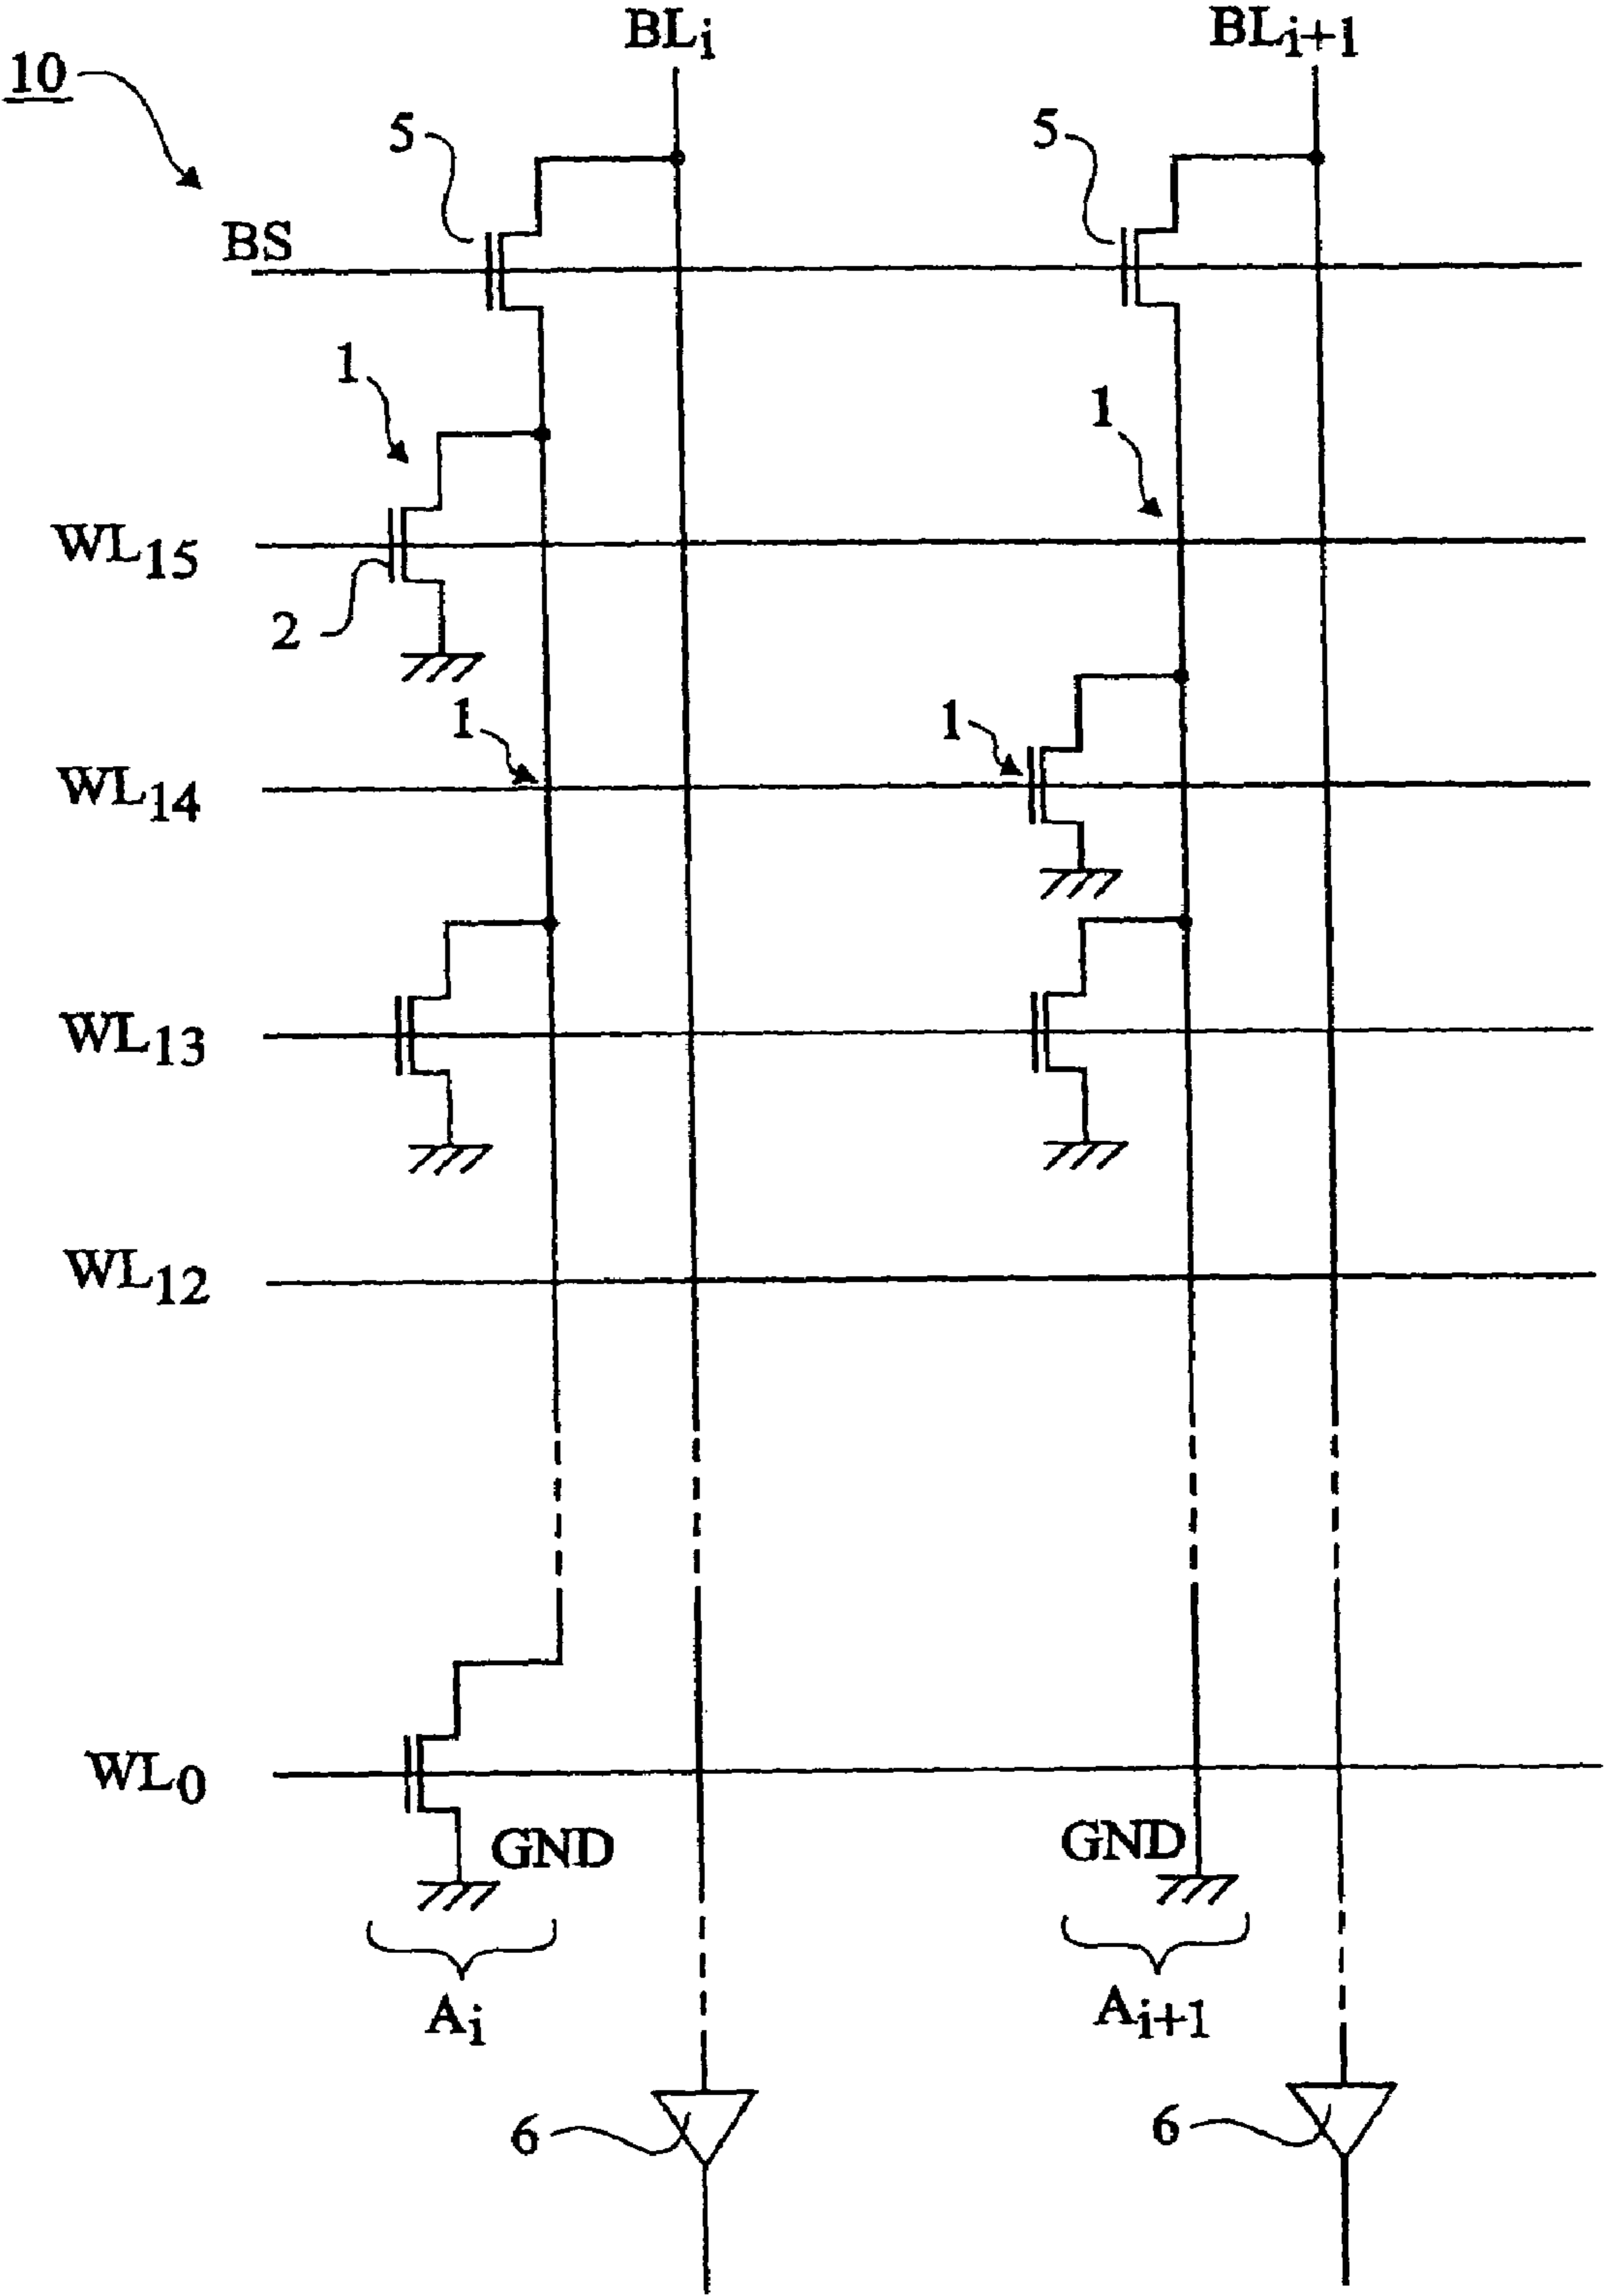 BLi BLi+1
10
5 5
BS
1
1
WL15
2
1 1
WL14
WL13
WL12
WL0
GND GND
Ai Ai+1
6 6